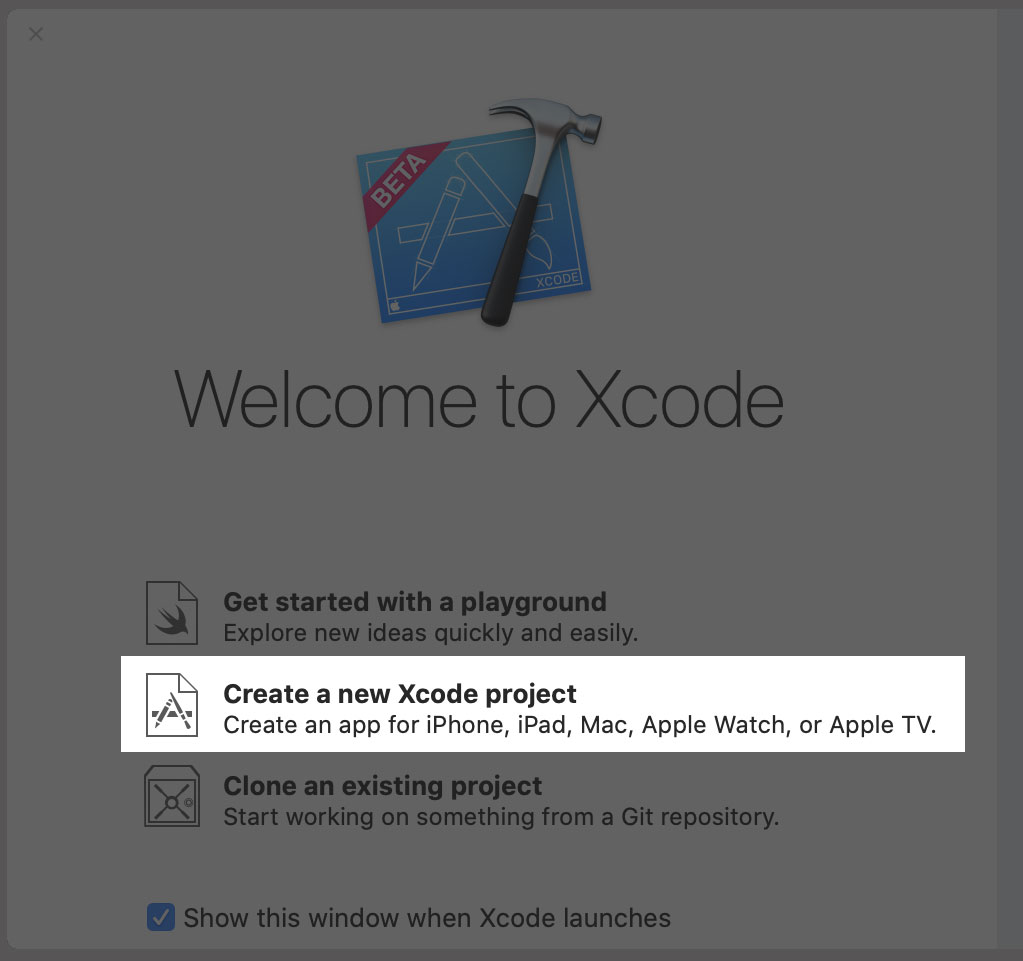 BETA
XCODE
Welcome to Xcode
Get started with a playground
Explore new ideas quickly and easily.
Create a new Xcode project
Create an app for iPhone, iPad, Mac, Apple Watch, or Apple TV.
Clone an existing project
Start working on something from a Git repository.
Show this window when Xcode launches